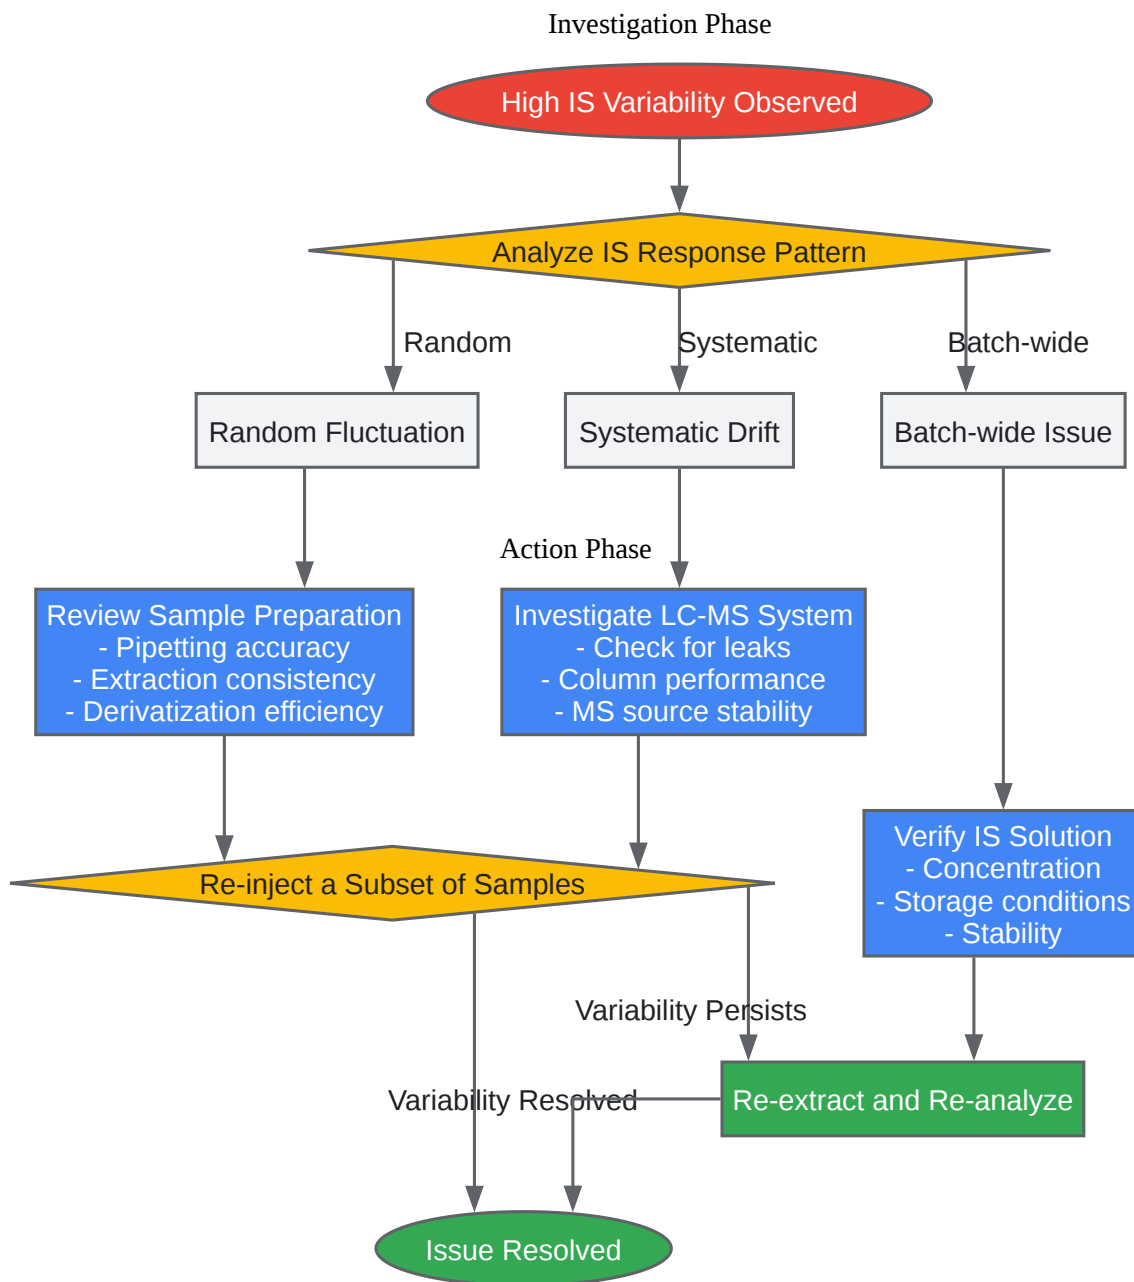 Investigation Phase
High IS Variability Observed
Analyze IS Response Pattern
Random
Systematic
Batch-wide
Random Fluctuation
Systematic Drift
Batch-wide Issue
Action Phase
Review Sample Preparation
- Pipetting accuracy
- Extraction consistency
- Derivatization efficiency
Investigate LC-MS System
- Check for leaks
- Column performance
- MS source stability
Verify IS Solution
- Concentration
- Storage conditions
- Stability
Re-inject a Subset of Samples
Variability Persists
Variability Resolved
Re-extract and Re-analyze
Issue Resolved